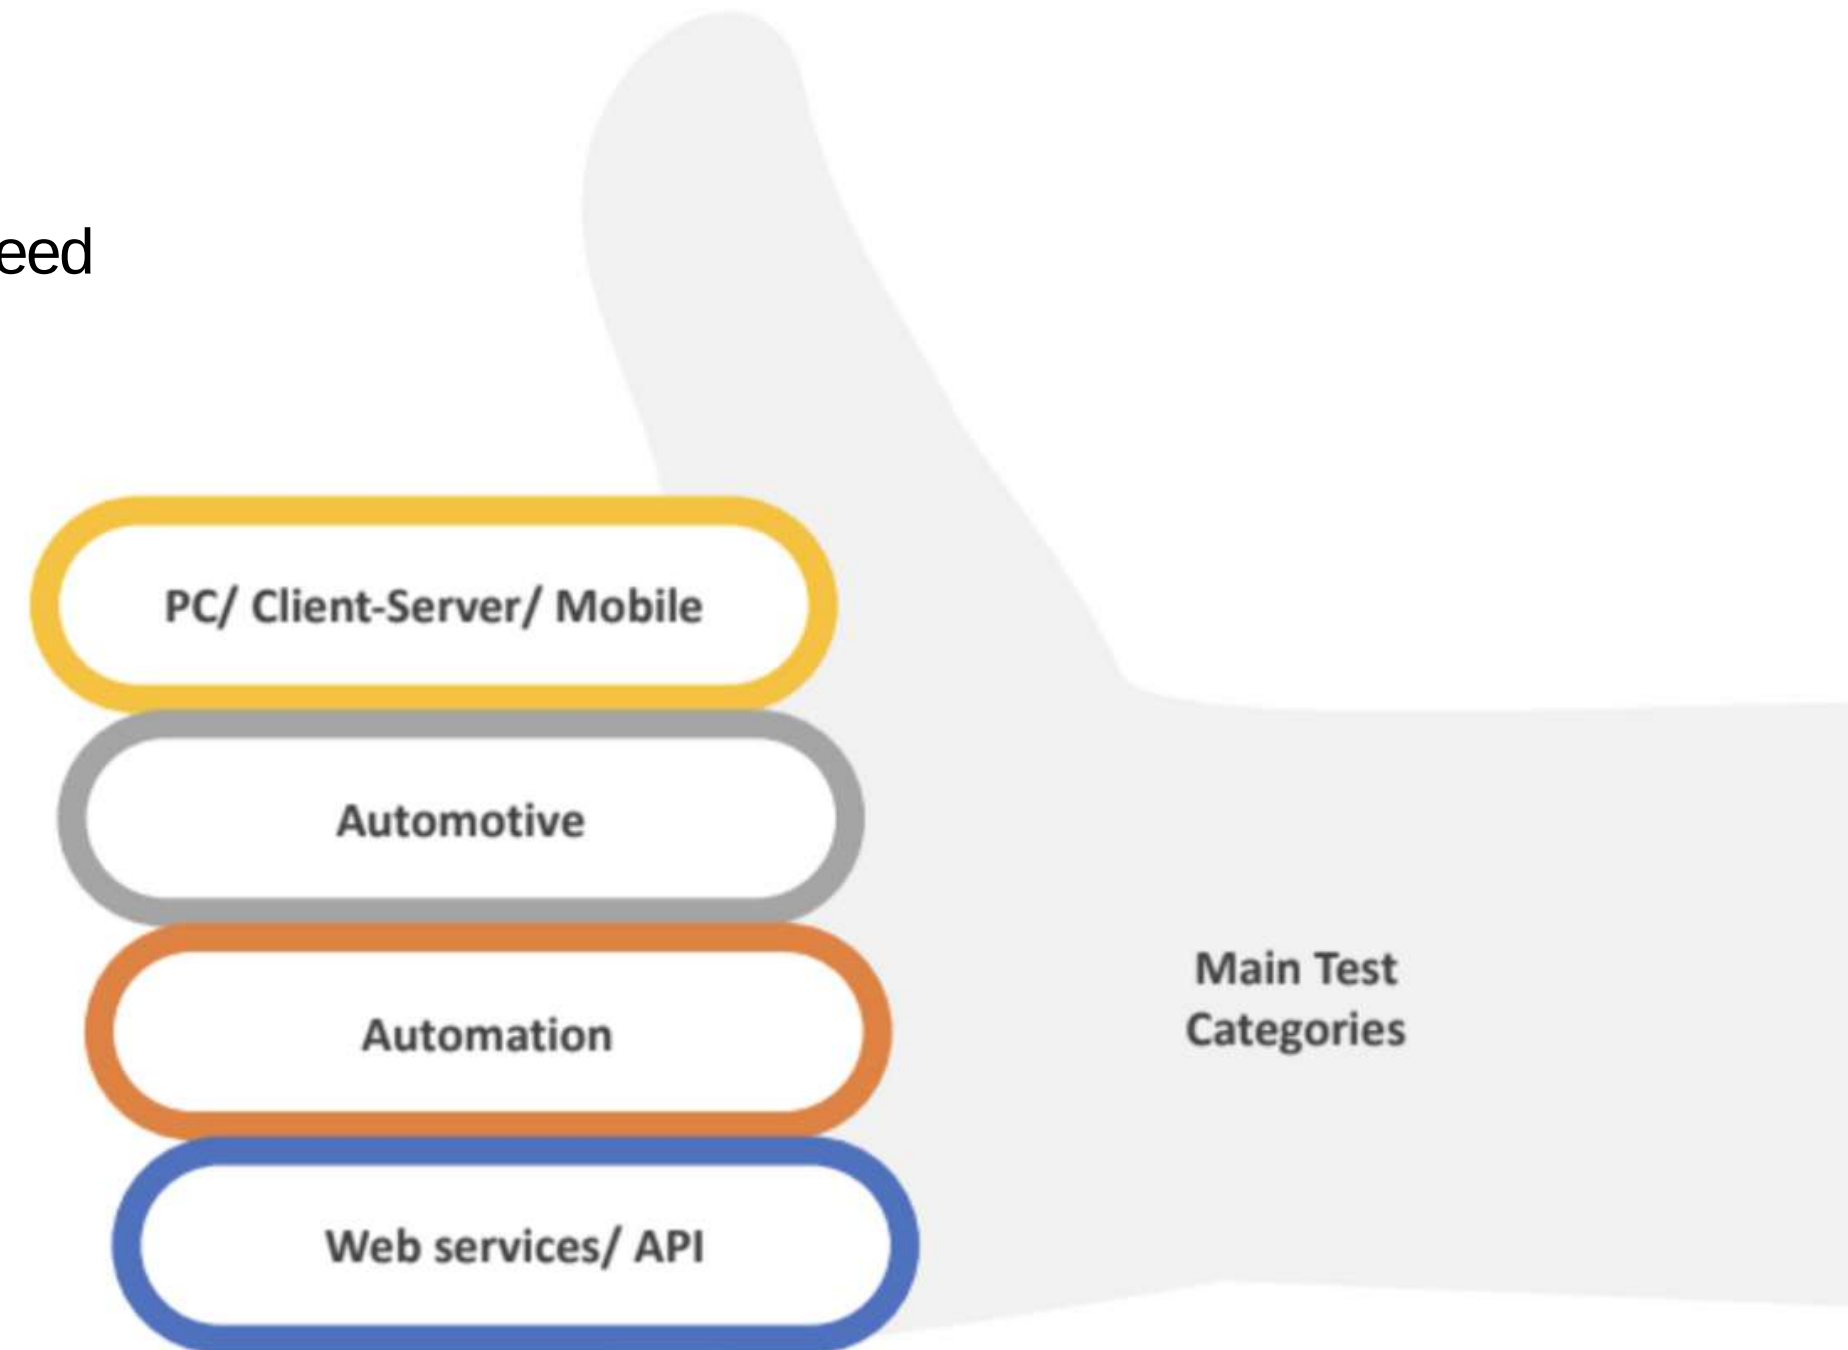 eed
PC/ Client-Server/ Mobile
Automotive
Automation
Main Test
Categories
Web services/ API